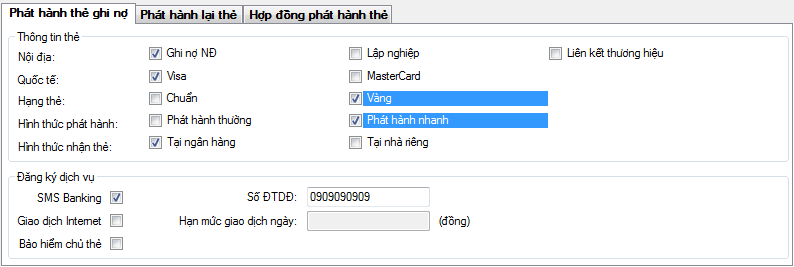 Phát hành thẻ ghi nợ Phát hành lại thẻ Hợp đồng phát hành thẻ
Thông tin thẻ
Nội địa: Ghi nợ NĐ Lập nghiệp Liên kết thương hiệu
Quốc tế: Visa MasterCard
Hạng thẻ: Chuẩn Vàng
Hình thức phát hành: Phát hành thường Phát hành nhanh
Hình thức nhận thẻ: Tại ngân hàng Tại nhà riêng
Đăng ký dịch vụ
SMS Banking Số ĐTDĐ: 0909090909
Giao dịch Internet Hạn mức giao dịch ngày: (đồng)
Bảo hiểm chủ thẻ